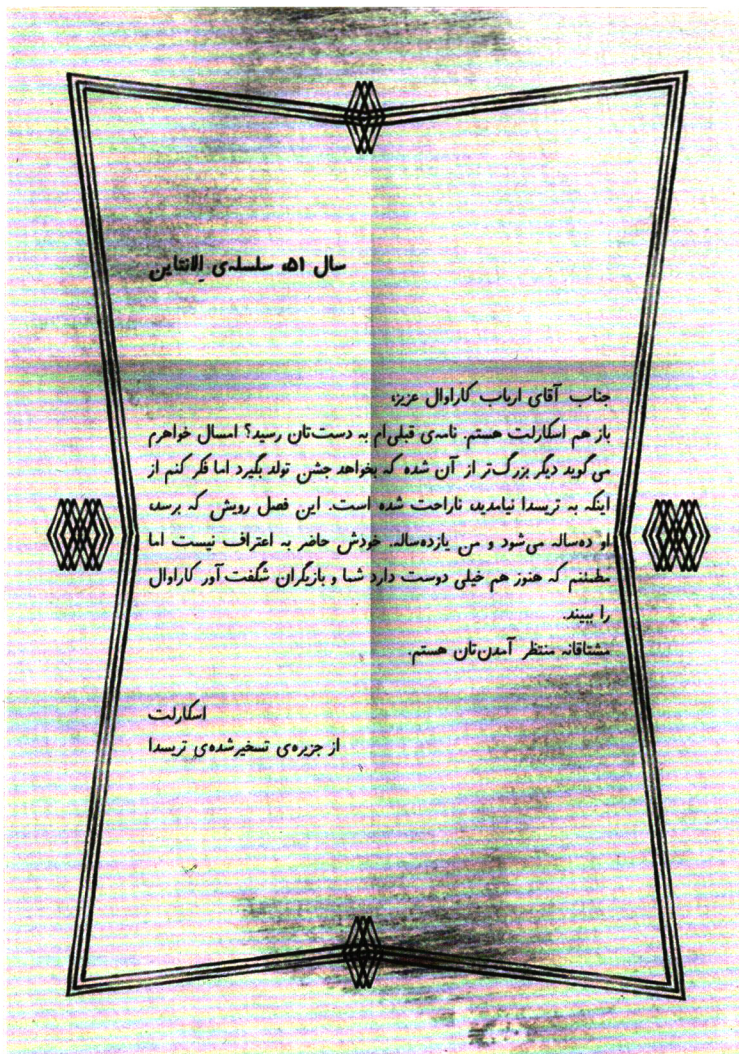 سال ۵۱، سلسله‌ی إلانتاین
جناب آقای ارباب کاراوال عزیز،
باز هم اسکارلت هستم. نامه‌ی قبلی‌ام به دست‌تان رسید؟ امسال خواهرم
می‌گوید دیگر بزرگ‌تر از آن شده که بخواهد جشن تولد بگیرد اما فکر کنم از
اینکه به تریسدا نیامدید، ناراحت شده است. این فصل رویش که برسد،
او ده‌ساله می‌شود و من یازده‌ساله. خودش حاضر به اعتراف نیست اما
مطمئنم که هنوز هم خیلی دوست دارد شما و بازیگران شگفت آور کاراوال
را ببیند.
مشتاقانه منتظر آمدن‌تان هستم.
اسکارلت
از جزیره‌ی تسخیرشده‌ی تریسدا